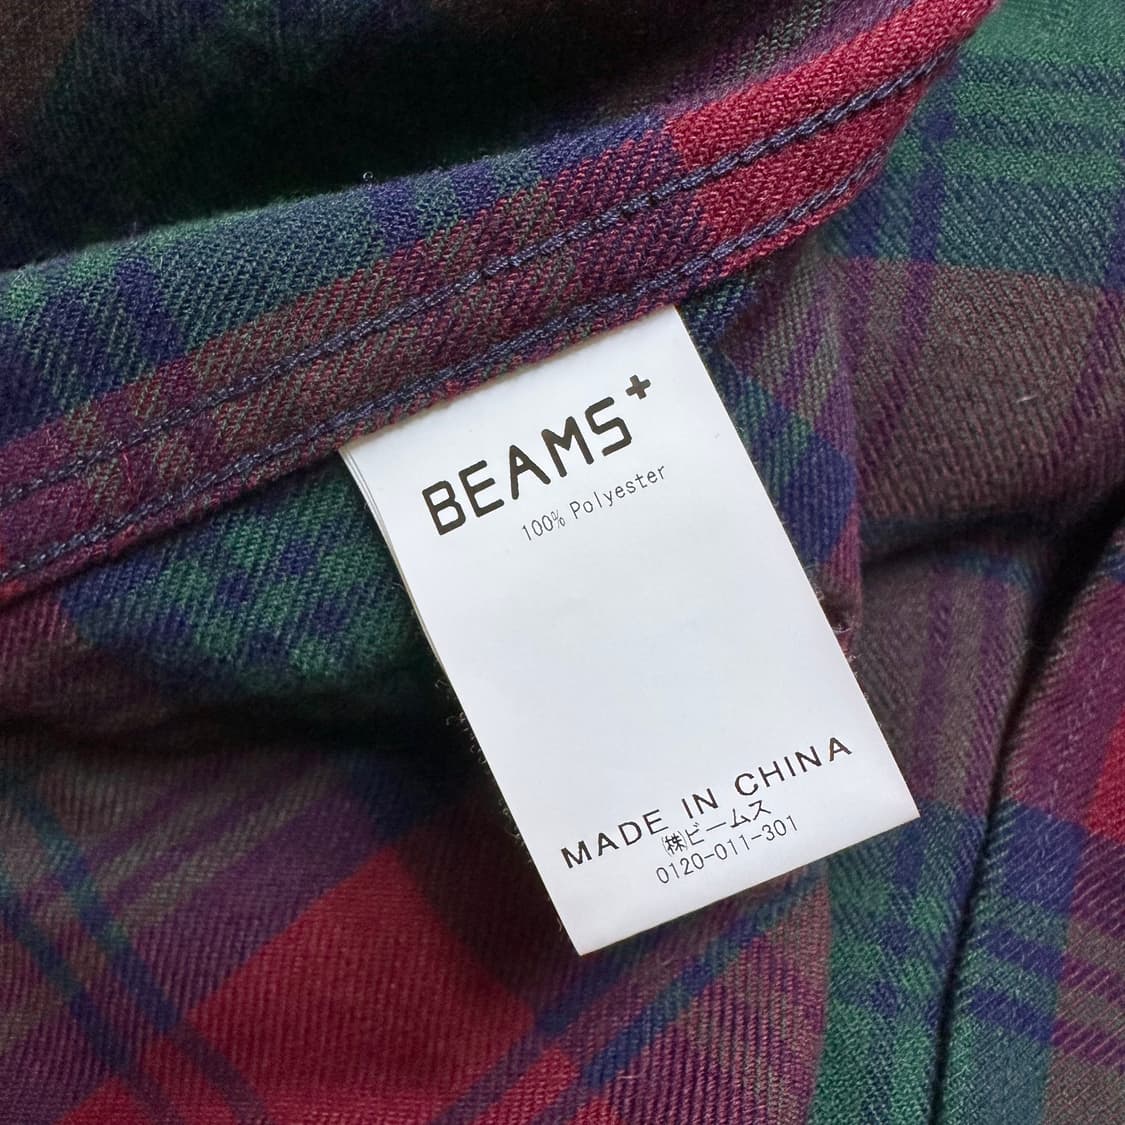 BEAMS+
100% Polyester
MADE IN CHINA
㈱ビームス
0120-011-301